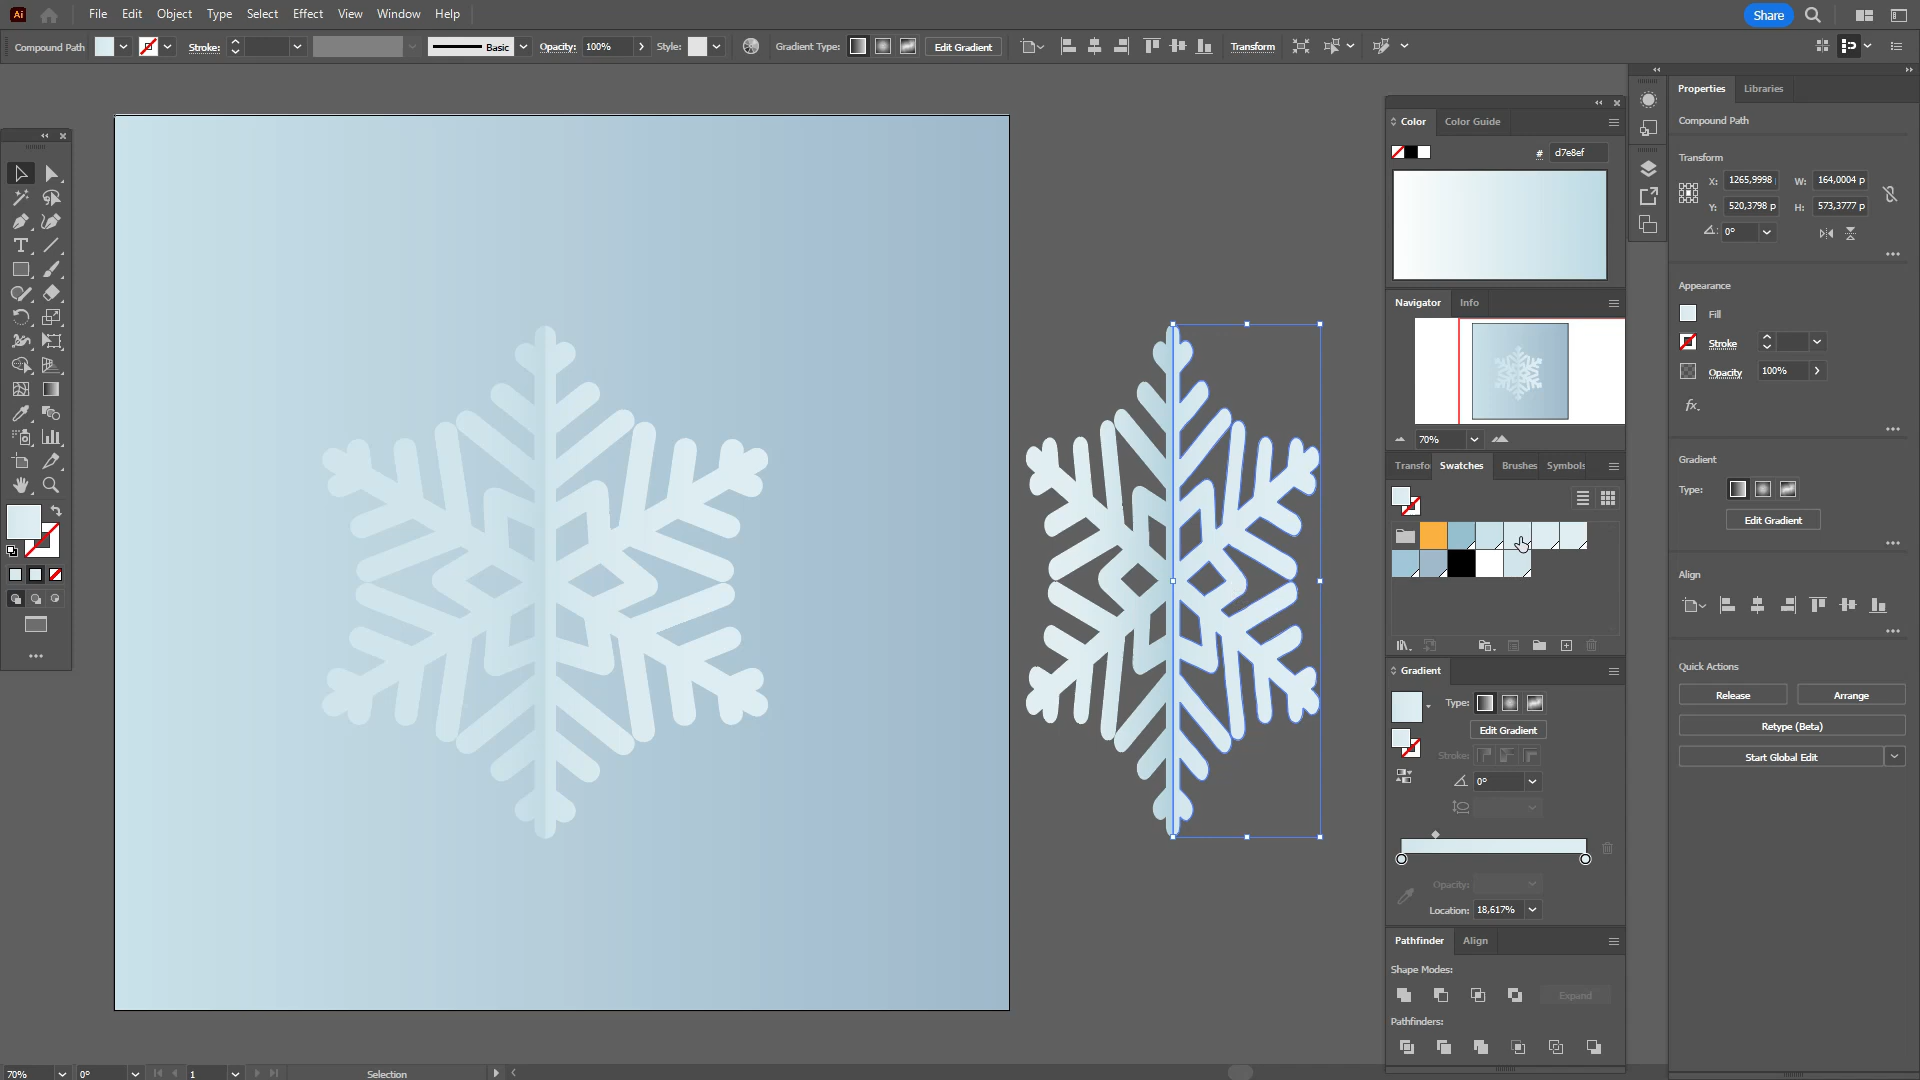 Ai File Edit Object Type Select Effect View Window Help Share
Compound Path Stroke: Basic Opacity: 100% Style: Gradient Type: Edit Gradient Transform
Properties Libraries
Compound Path
Transform
X: 1265,9998 W: 164,0004 p
Y: 520,3798 p H: 573,3777 p
0°
Appearance
Fill
Stroke
Opacity 100%
fx.
Gradient
Type:
Edit Gradient
Align
Quick Actions
Release Arrange
Retype (Beta)
Start Global Edit
Color Color Guide
# d7e8ef
Navigator Info
70%
Transfo Swatches Brushes Symbols
Gradient
Type:
Edit Gradient
Stroke:
0°
Opacity:
Location: 18,617%
Pathfinder Align
Shape Modes:
Expand
Pathfinders:
70% 0° 1 Selection